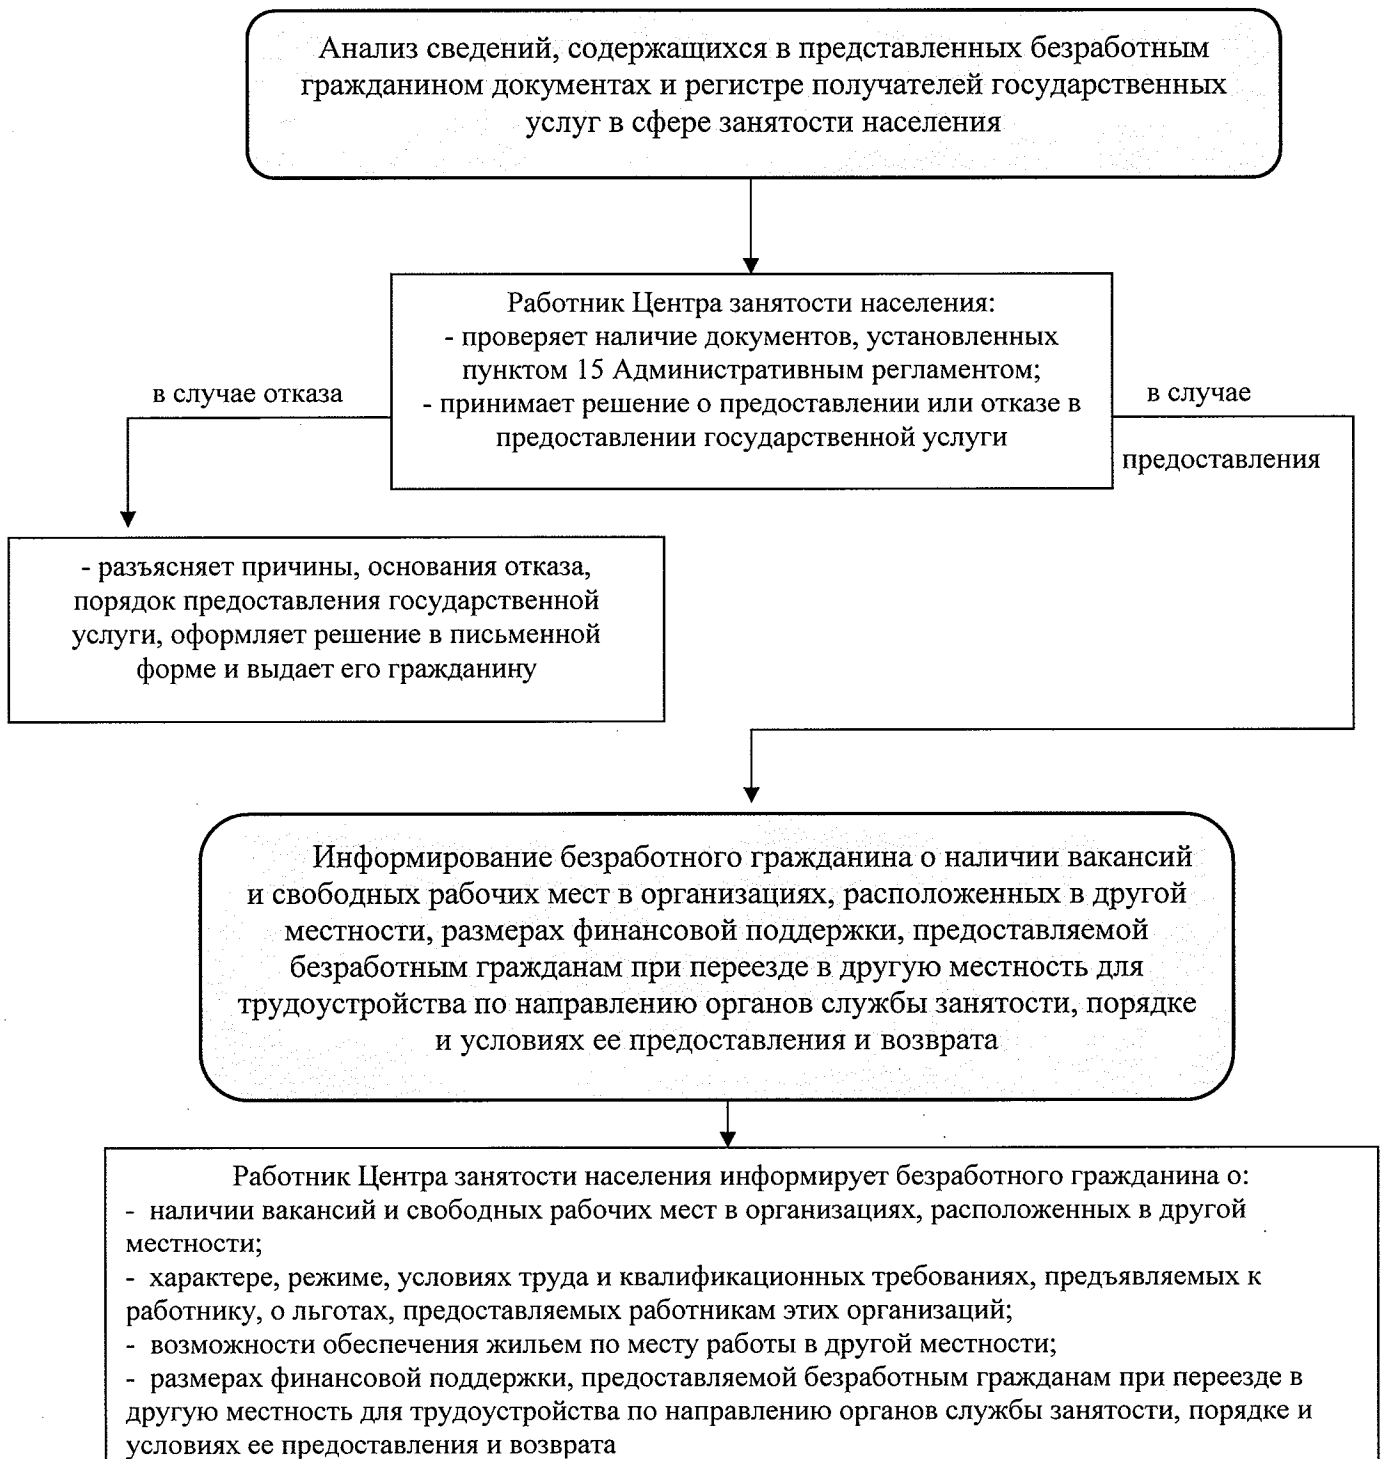 Анализ сведений, содержащихся в представленных безработным
гражданином документах и регистре получателей государственных
услуг в сфере занятости населения
Работник Центра занятости населения:
- проверяет наличие документов, установленных
пунктом 15 Административным регламентом;
- принимает решение о предоставлении или отказе в
предоставлении государственной услуги
в случае отказа
в случае
предоставления
- разъясняет причины, основания отказа,
порядок предоставления государственной
услуги, оформляет решение в письменной
форме и выдает его гражданину
Информирование безработного гражданина о наличии вакансий
и свободных рабочих мест в организациях, расположенных в другой
местности, размерах финансовой поддержки, предоставляемой
безработным гражданам при переезде в другую местность для
трудоустройства по направлению органов службы занятости, порядке
и условиях ее предоставления и возврата
Работник Центра занятости населения информирует безработного гражданина о:
- наличии вакансий и свободных рабочих мест в организациях, расположенных в другой
местности;
- характере, режиме, условиях труда и квалификационных требованиях, предъявляемых к
работнику, о льготах, предоставляемых работникам этих организаций;
- возможности обеспечения жильем по месту работы в другой местности;
- размерах финансовой поддержки, предоставляемой безработным гражданам при переезде в
другую местность для трудоустройства по направлению органов службы занятости, порядке и
условиях ее предоставления и возврата